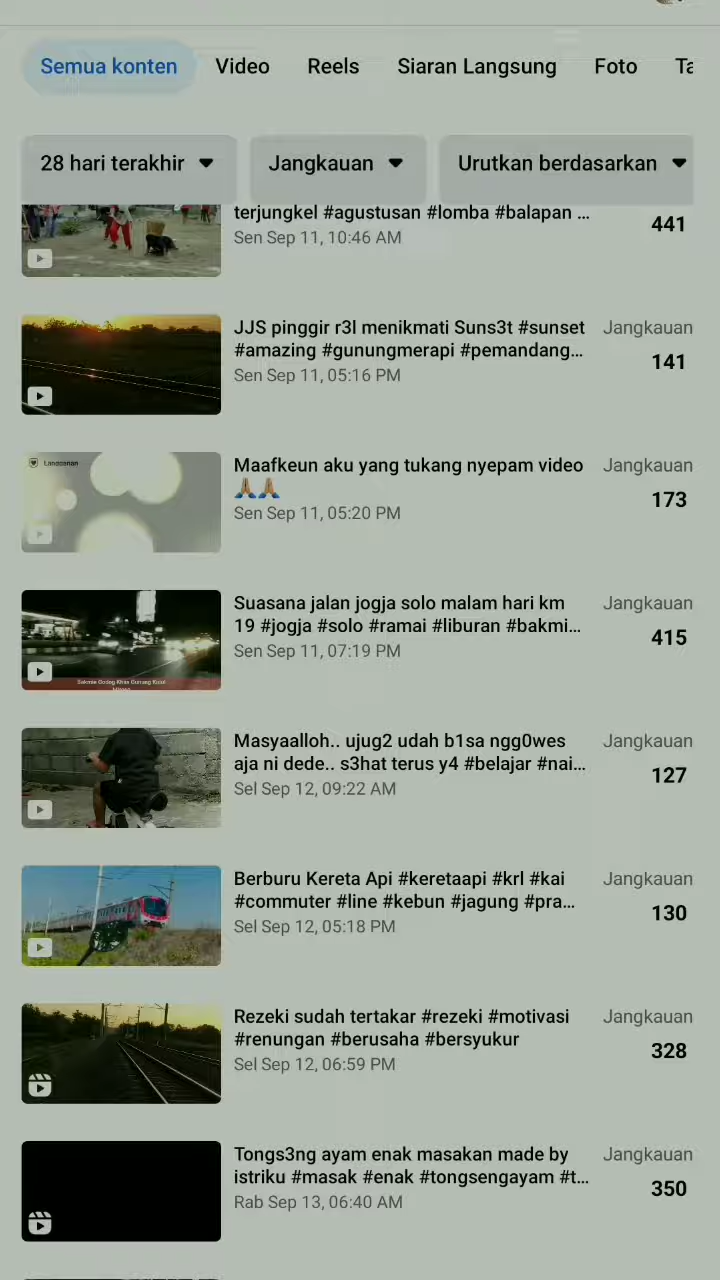 Semua konten
Video
Reels
Siaran Langsung
Foto
Ta
28 hari terakhir
Jangkauan
Urutkan berdasarkan
terjungkel #agustusan #lomba #balapan ...
441
Sen Sep 11, 10:46 AM
JJS pinggir r3l menikmati Suns3t #sunset
Jangkauan
#amazing #gunungmerapi #pemandang...
141
Sen Sep 11, 05:16 PM
Langganan
Maafkeun aku yang tukang nyepam video
Jangkauan
🙏🏽🙏🏽
173
Sen Sep 11, 05:20 PM
Suasana jalan jogja solo malam hari km
Jangkauan
19 #jogja #solo #ramai #liburan #bakmi...
415
Sen Sep 11, 07:19 PM
Bakmie Godog Khas Gunung Kidul
Masyaalloh.. ujug2 udah b1sa ngg0wes
Jangkauan
aja ni dede.. s3hat terus y4 #belajar #nai...
127
Sel Sep 12, 09:22 AM
Berburu Kereta Api #keretaapi #krl #kai
Jangkauan
#commuter #line #kebun #jagung #pra...
130
Sel Sep 12, 05:18 PM
Rezeki sudah tertakar #rezeki #motivasi
Jangkauan
#renungan #berusaha #bersyukur
328
Sel Sep 12, 06:59 PM
Tongs3ng ayam enak masakan made by
Jangkauan
istriku #masak #enak #tongsengayam #t...
350
Rab Sep 13, 06:40 AM